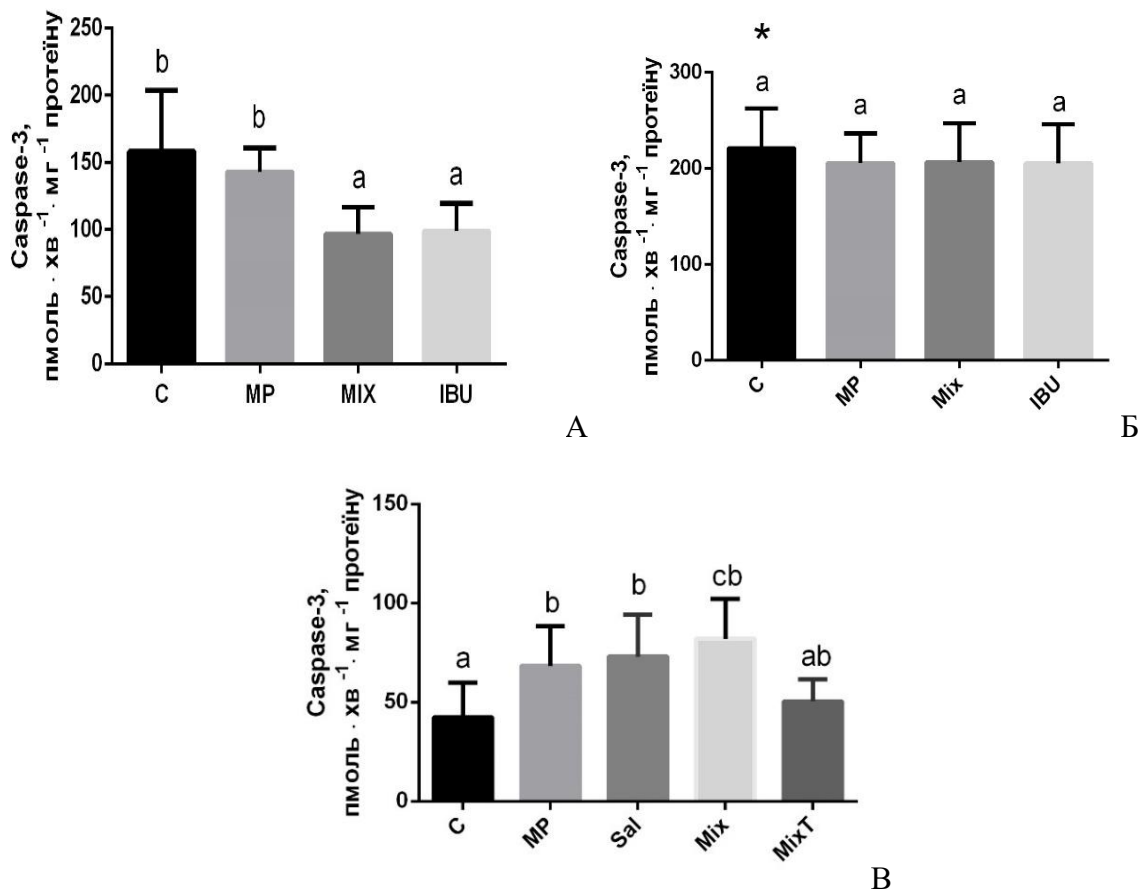 Caspase-3,
пмоль · хв ⁻¹· мг ⁻¹ протеїну
250
200
150
100
50
0
b
b
a
a
C
MP
MIX
IBU
А
Caspase-3,
пмоль · хв ⁻¹· мг ⁻¹ протеїну
300
200
100
0
*
a
a
a
a
C
MP
Mix
IBU
Б
Caspase-3,
пмоль · хв ⁻¹· мг ⁻¹ протеїну
150
100
50
0
a
b
b
cb
ab
C
MP
Sal
Mix
MixT
В